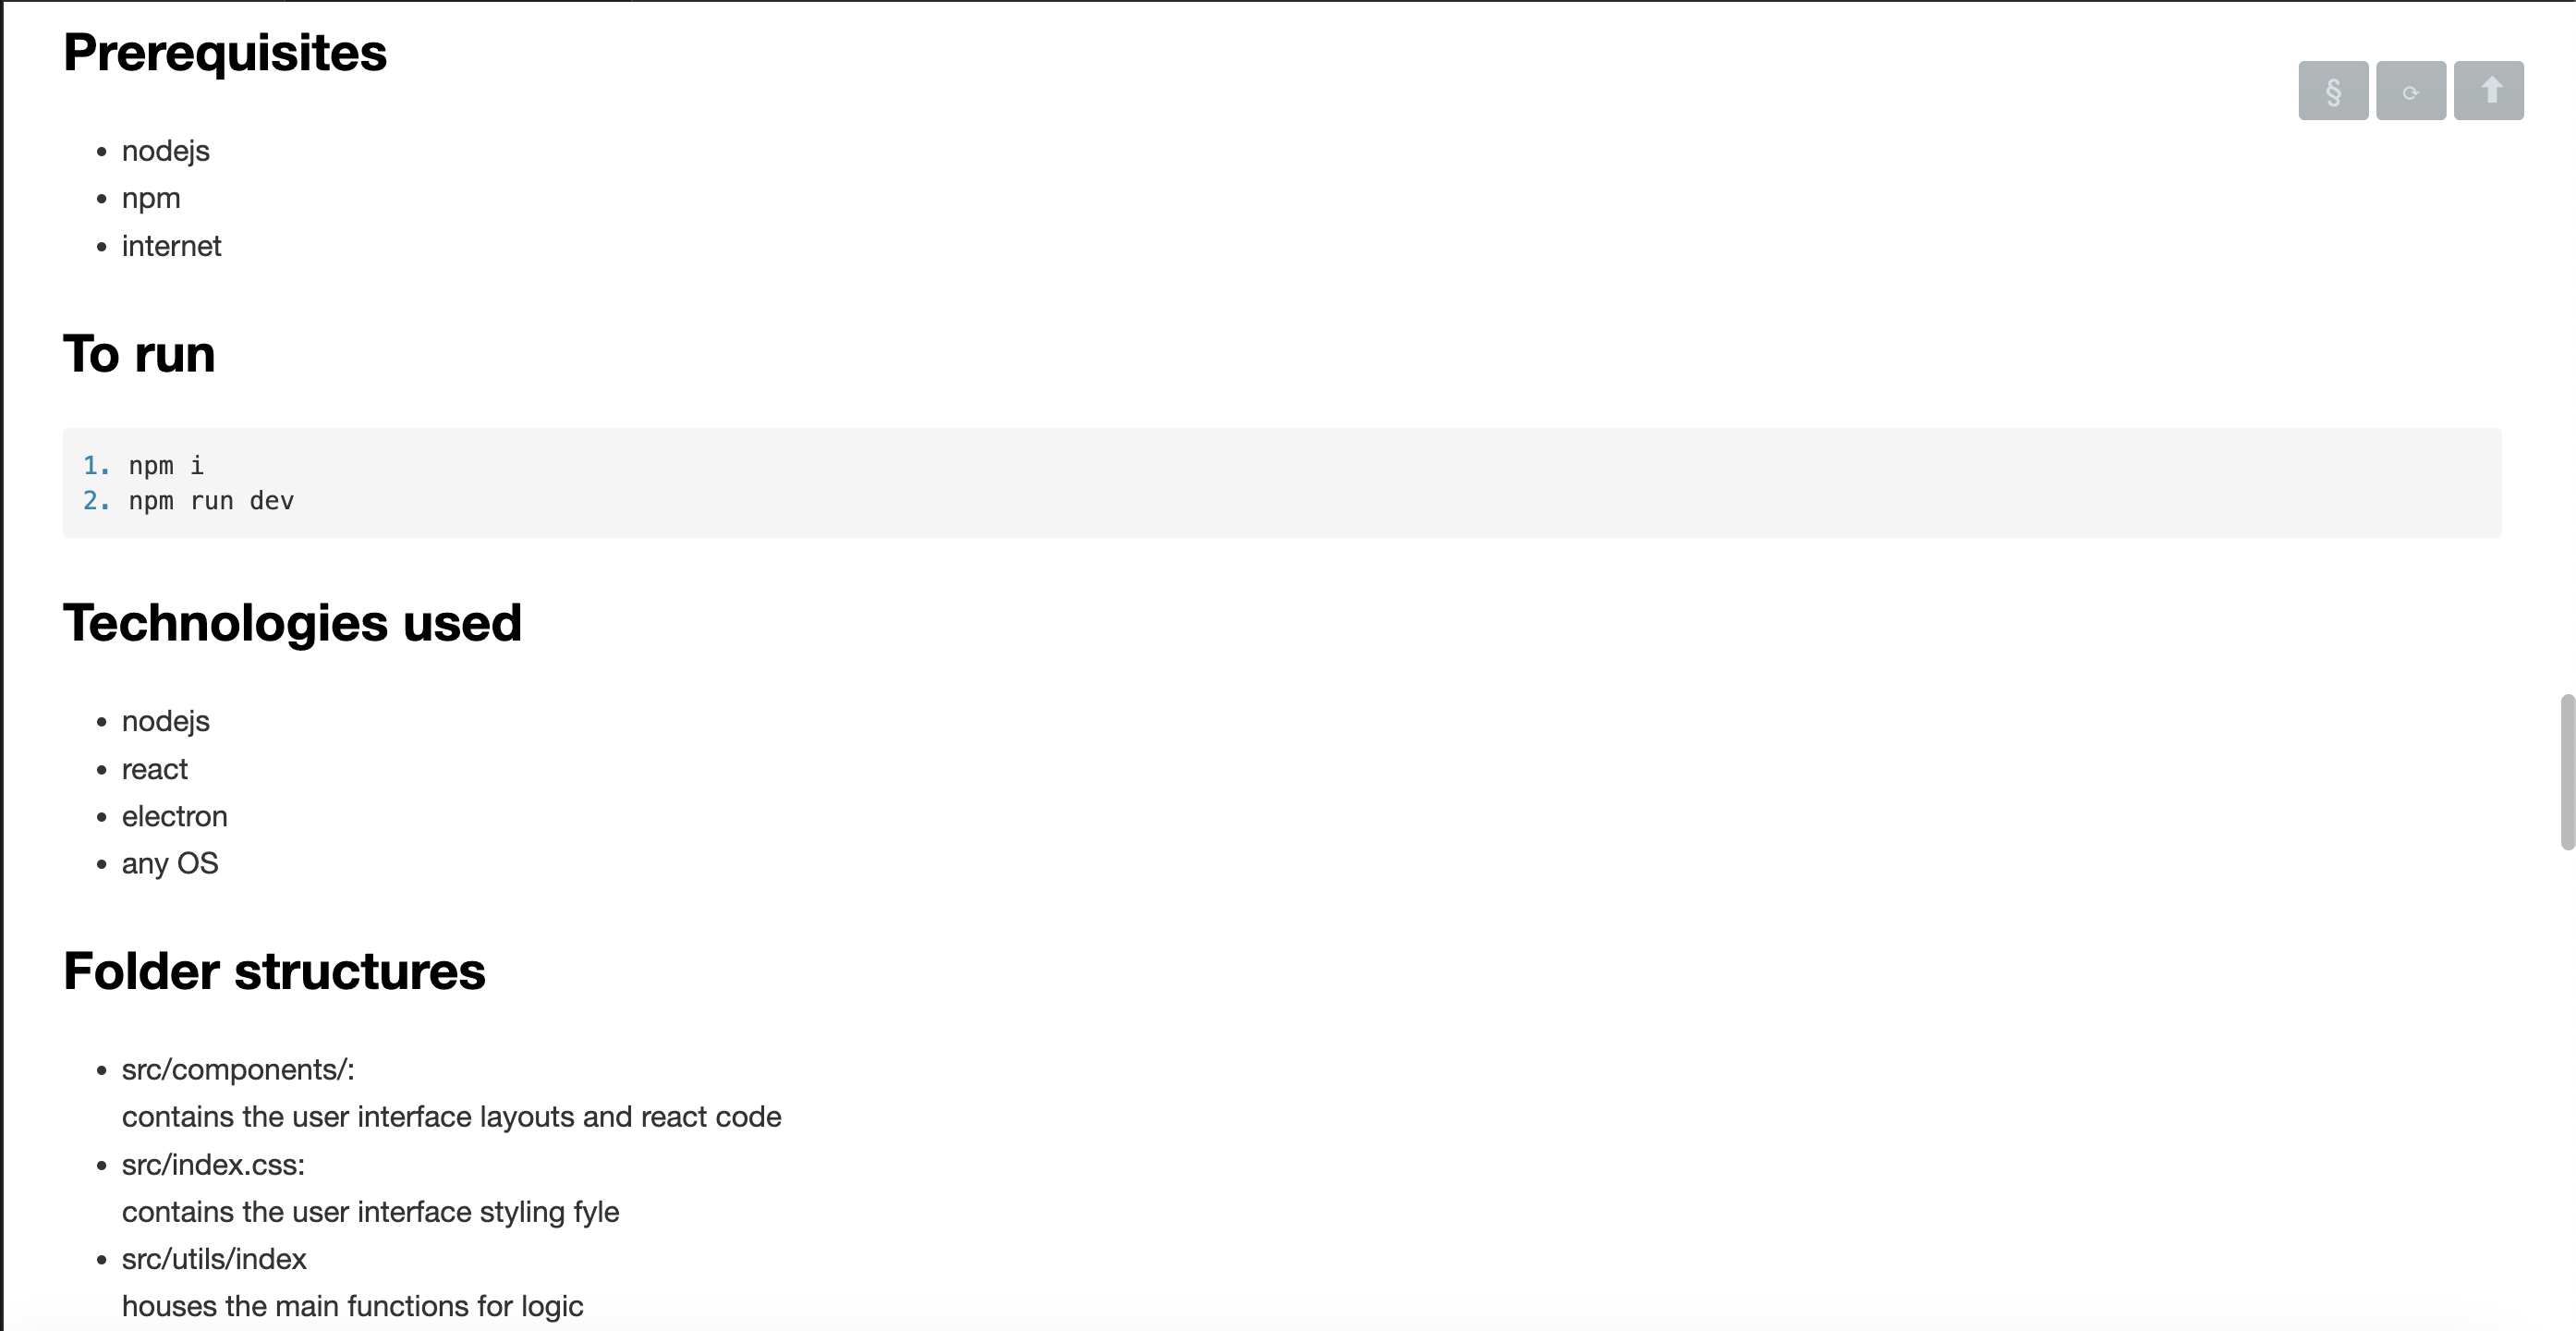 Prerequisites
§ ⟳ ⬆
• nodejs
• npm
• internet
To run
1. npm i
2. npm run dev
Technologies used
• nodejs
• react
• electron
• any OS
Folder structures
• src/components/:
contains the user interface layouts and react code
• src/index.css:
contains the user interface styling fyle
• src/utils/index
houses the main functions for logic